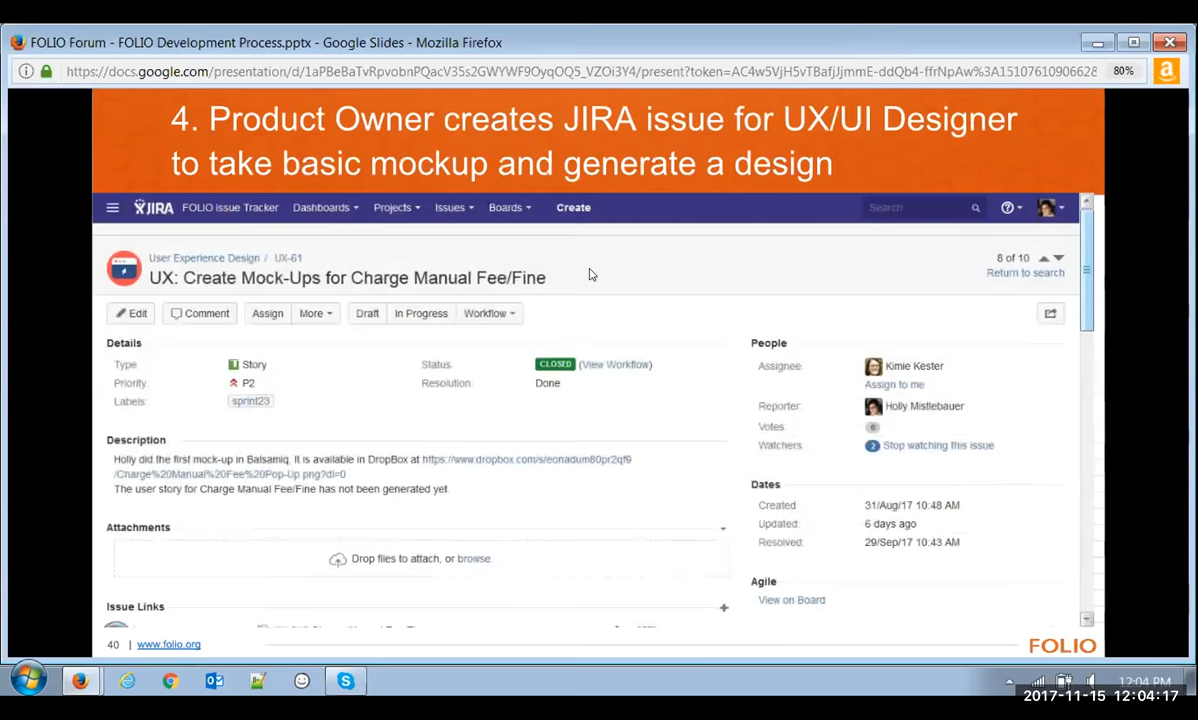 FOLIO Forum - FOLIO Development Process.pptx - Google Slides - Mozilla Firefox
https://docs.google.com/presentation/d/1aPBeBaTvRpvobnPQacV35s2GWYWF9OyqOQ5_VZOi3Y4/present?token=AC4w5VjH5vTBafjJjmmE-ddQb4-ffrNpAw%3A15107610906628 80%
4. Product Owner creates JIRA issue for UX/UI Designer
to take basic mockup and generate a design
JIRA FOLIO Issue Tracker Dashboards Projects Issues Boards Create Search
User Experience Design / UX-61 8 of 10
UX: Create Mock-Ups for Charge Manual Fee/Fine Return to search
Edit Comment Assign More Draft In Progress Workflow
Details People
Type Story Status: CLOSED (View Workflow) Assignee: Kimie Kester
Priority: P2 Resolution: Done Assign to me
Labels: sprint23 Reporter: Holly Mistlebauer
Votes: 0
Description Watchers 2 Stop watching this issue
Holly did the first mock-up in Balsamiq. It is available in DropBox at https://www.dropbox.com/s/eonadum80pr2qf9
/Charge%20Manual%20Fee%20Pop-Up.png?dl=0
The user story for Charge Manual Fee/Fine has not been generated yet.
Dates
Created 31/Aug/17 10:48 AM
Attachments Updated: 6 days ago
Resolved: 29/Sep/17 10:43 AM
Drop files to attach, or browse
Agile
Issue Links View on Board
40 | www.folio.org FOLIO
12:04 PM
2017-11-15 12:04:17